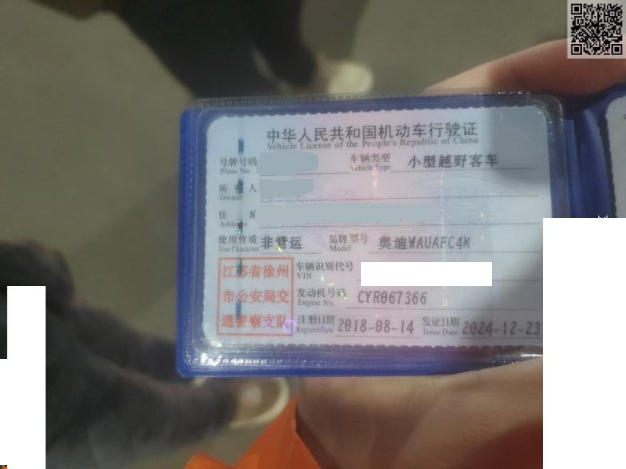 中华人民共和国机动车行驶证
Vehicle License of the People's Republic of China
号牌号码
Plate No.
车辆类型 小型越野客车
Vehicle Type
所 人
Owner
住
Address
使用性质 非营运 品牌型号 奥迪WAUAFC4M
Use Character Model
江苏省徐州
市公安局交
通警察支队
车辆识别代号
VIN
发动机号码 CYR067366
Engine No.
注册日期 2018-08-14 发证日期 2024-12-23
Register Date Issue Date